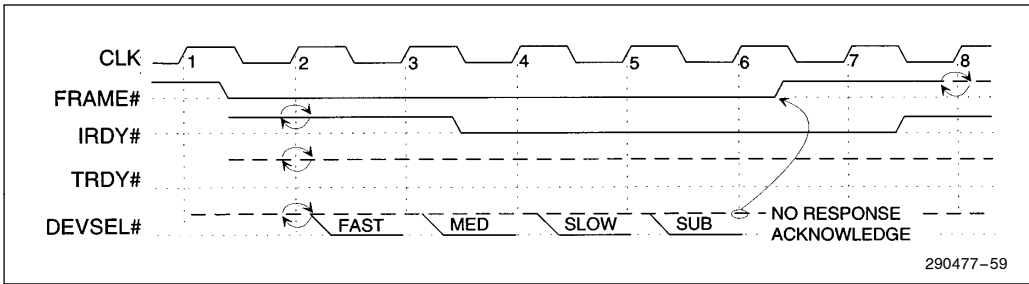 CLK 1 2 3 4 5 6 7 8
FRAME#
IRDY#
TRDY#
DEVSEL# FAST MED SLOW SUB NO RESPONSE
ACKNOWLEDGE
290477–59